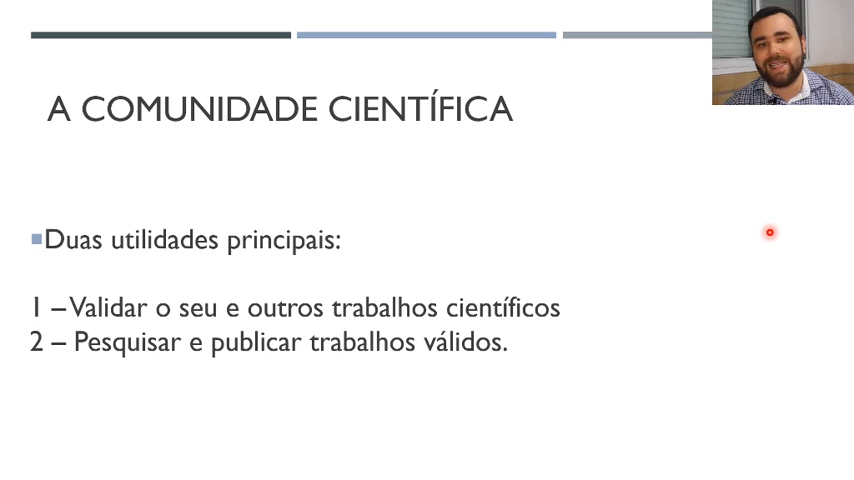 A COMUNIDADE CIENTÍFICA
Duas utilidades principais:
1 – Validar o seu e outros trabalhos científicos
2 – Pesquisar e publicar trabalhos válidos.